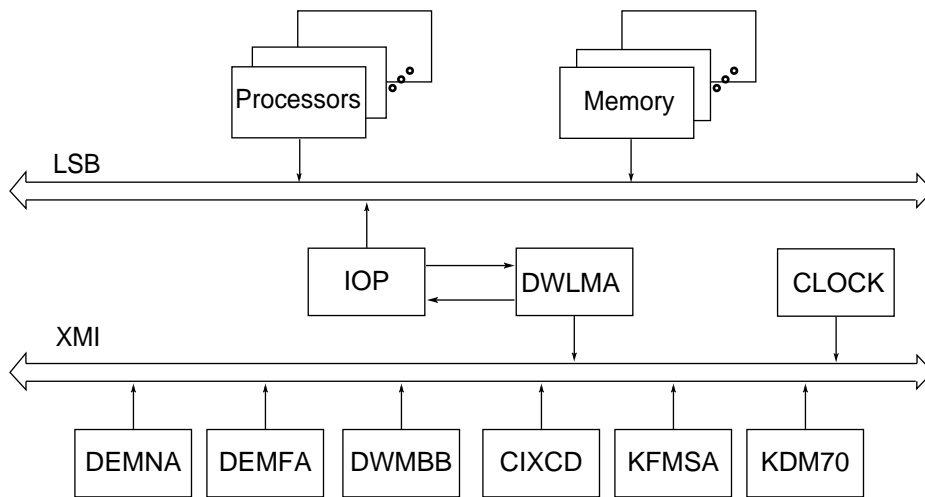 Processors
Memory
LSB
IOP
DWLMA
CLOCK
XMI
DEMNA
DEMFA
DWMBB
CIXCD
KFMSA
KDM70